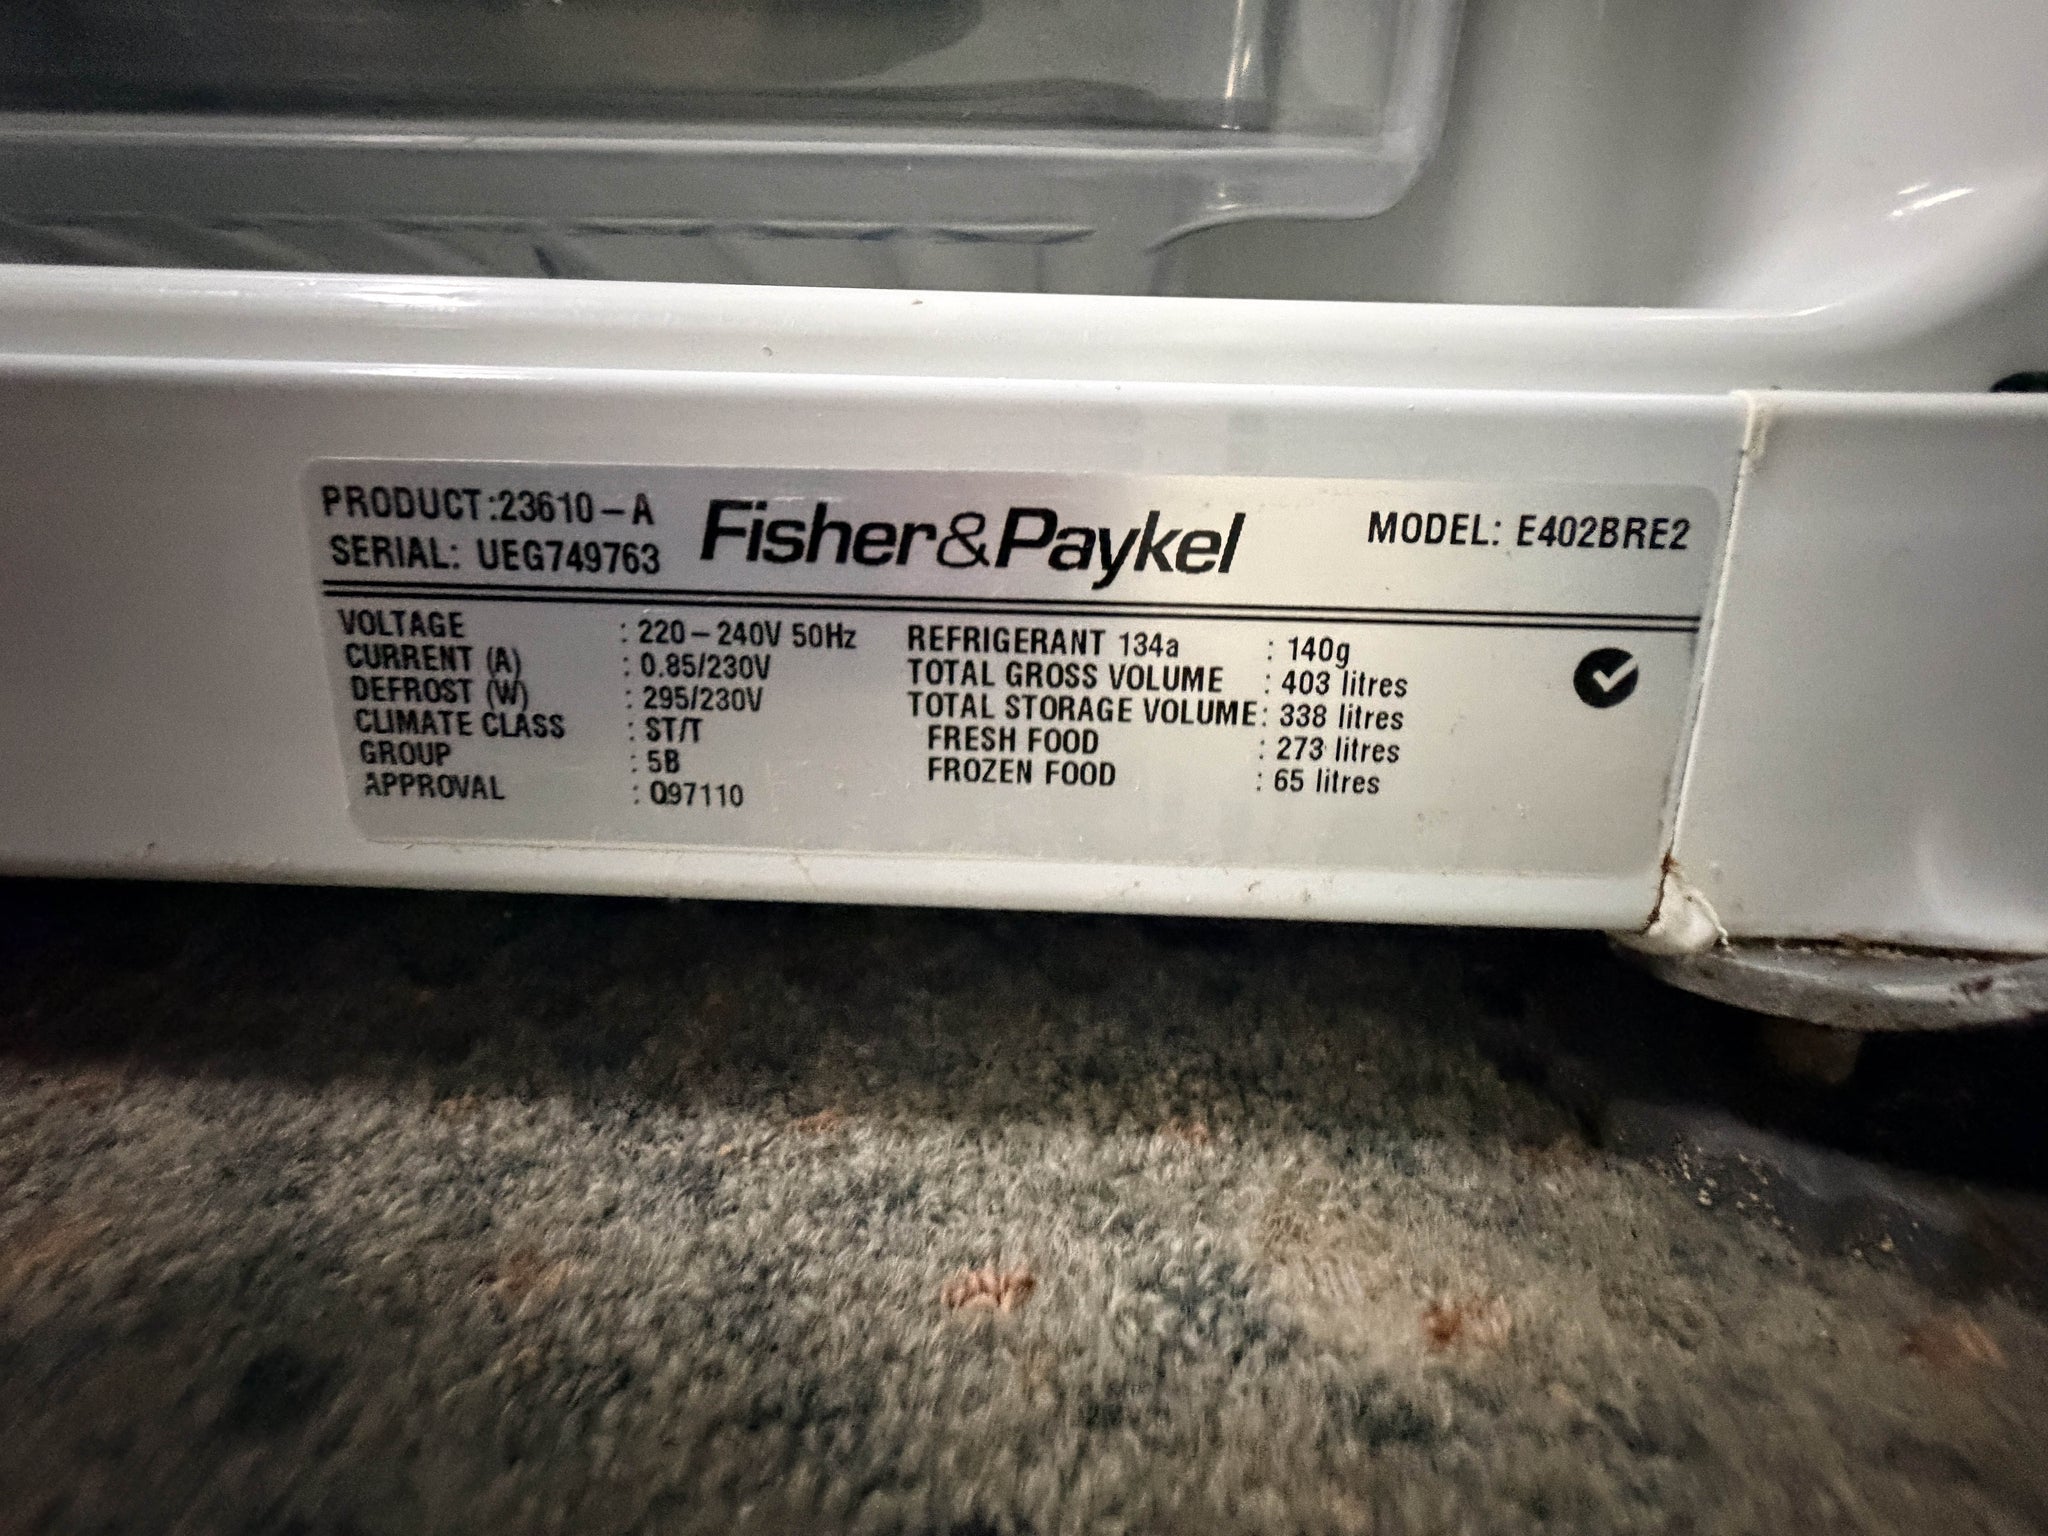 PRODUCT:23610-A
SERIAL: UEG749763
Fisher&Paykel
MODEL: E402BRE2
VOLTAGE : 220-240V 50Hz
CURRENT (A) : 0.85/230V
DEFROST (W) : 295/230V
CLIMATE CLASS : ST/T
GROUP : 5B
APPROVAL : Q97110
REFRIGERANT 134a : 140g
TOTAL GROSS VOLUME : 403 litres
TOTAL STORAGE VOLUME: 338 litres
FRESH FOOD : 273 litres
FROZEN FOOD : 65 litres